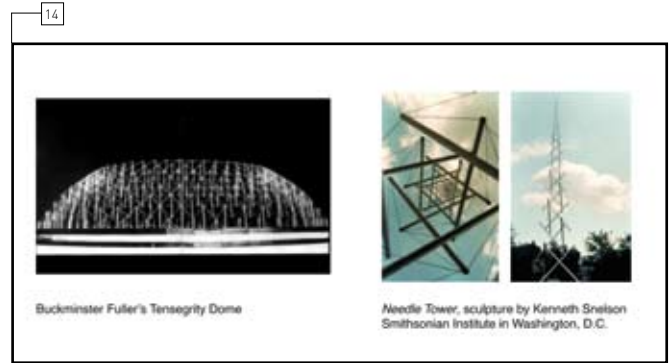 14
Buckminster Fuller's Tensegrity Dome
Needle Tower, sculpture by Kenneth Snelson
Smithsonian Institute in Washington, D.C.